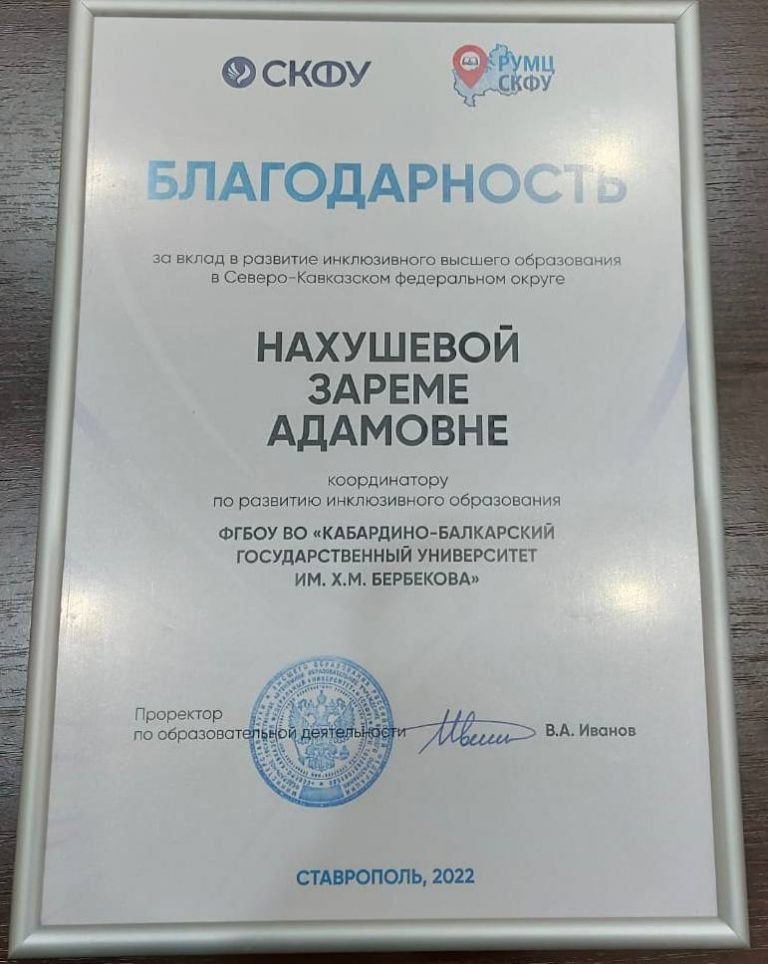 СКФУ
РУМЦ
СКФУ
БЛАГОДАРНОСТЬ
за вклад в развитие инклюзивного высшего образования
в Северо-Кавказском федеральном округе
НАХУШЕВОЙ
ЗАРЕМЕ
АДАМОВНЕ
координатору
по развитию инклюзивного образования
ФГБОУ ВО «КАБАРДИНО-БАЛКАРСКИЙ
ГОСУДАРСТВЕННЫЙ УНИВЕРСИТЕТ
ИМ. Х.М. БЕРБЕКОВА»
Проректор
по образовательной деятельности
В.А. Иванов
СТАВРОПОЛЬ, 2022